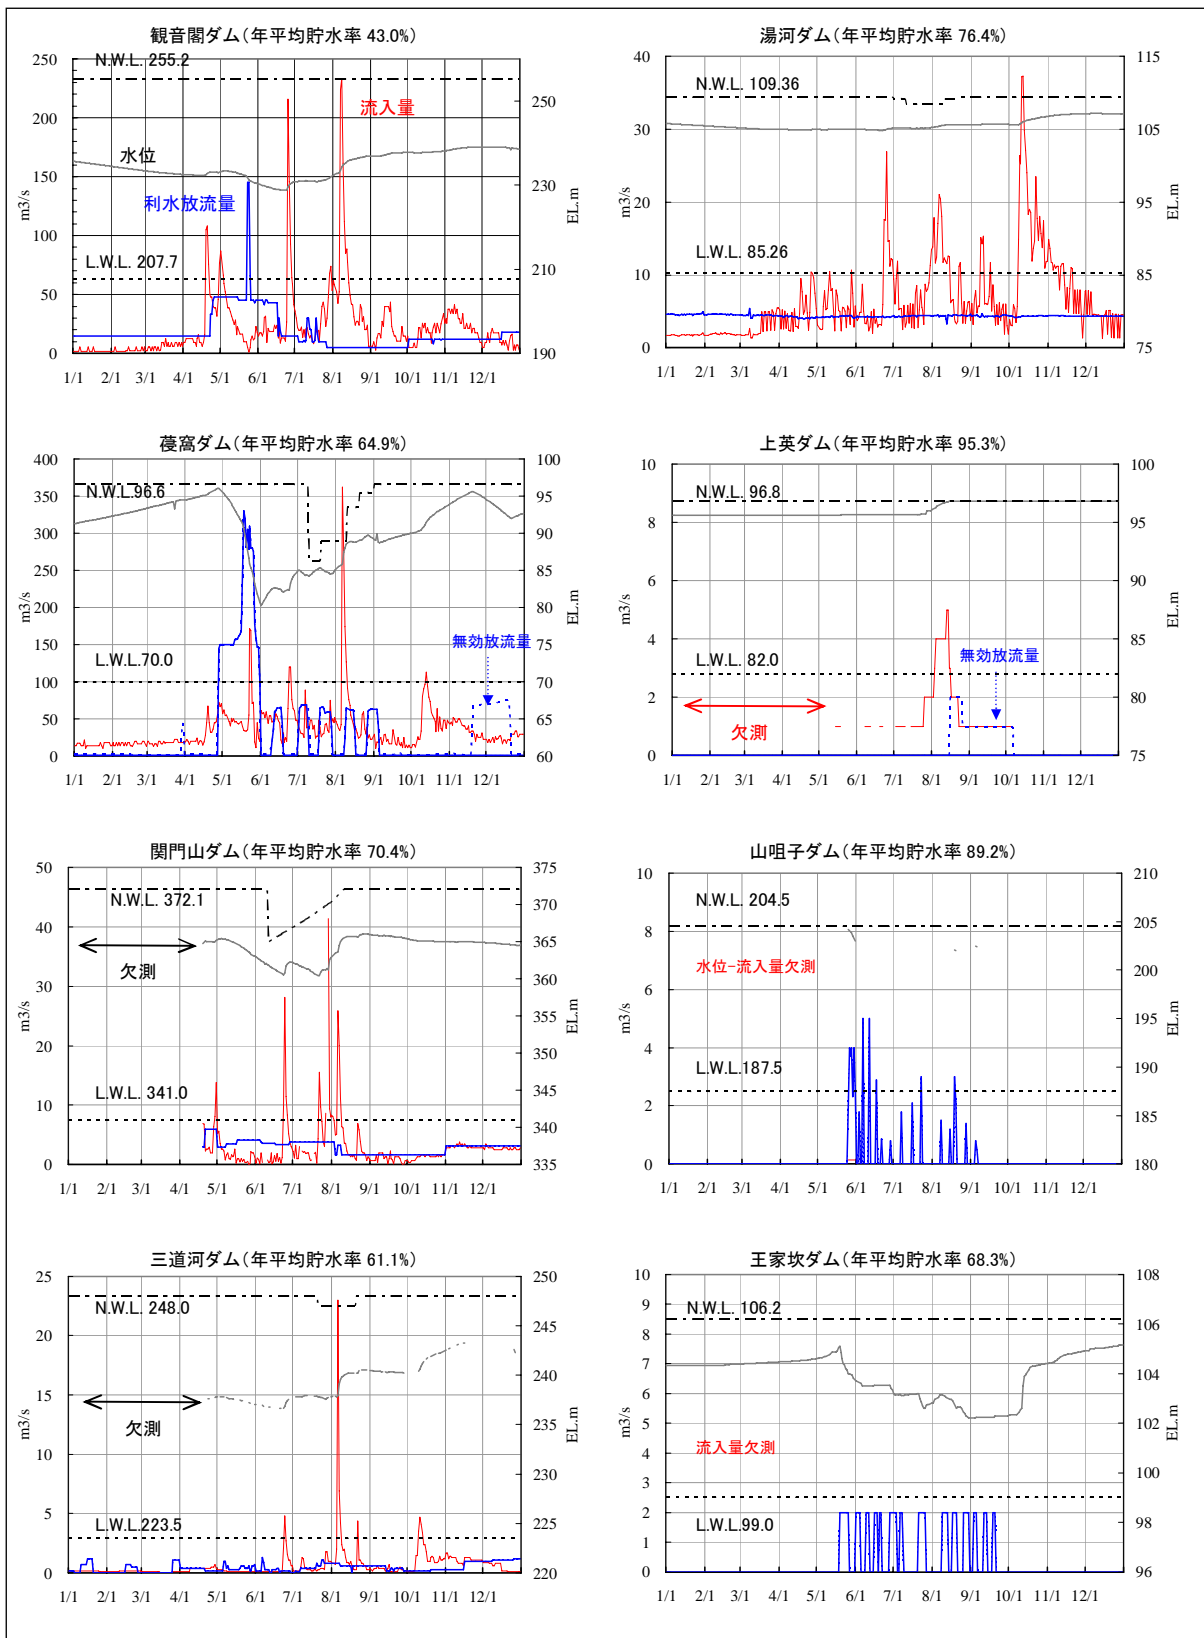 観音閣ダム(年平均貯水率 43.0%)
N.W.L. 255.2
流入量
水位
利水放流量
L.W.L. 207.7
m3/s
EL.m
250
200
150
100
50
0
250
230
210
190
1/1 2/1 3/1 4/1 5/1 6/1 7/1 8/1 9/1 10/1 11/1 12/1
湯河ダム(年平均貯水率 76.4%)
N.W.L. 109.36
L.W.L. 85.26
m3/s
EL.m
40
30
20
10
0
115
105
95
85
75
1/1 2/1 3/1 4/1 5/1 6/1 7/1 8/1 9/1 10/1 11/1 12/1
葠窩ダム(年平均貯水率 64.9%)
N.W.L.96.6
無効放流量
L.W.L.70.0
m3/s
EL.m
400
350
300
250
200
150
100
50
0
100
95
90
85
80
75
70
65
60
1/1 2/1 3/1 4/1 5/1 6/1 7/1 8/1 9/1 10/1 11/1 12/1
上英ダム(年平均貯水率 95.3%)
N.W.L. 96.8
L.W.L. 82.0
無効放流量
欠測
m3/s
EL.m
10
8
6
4
2
0
100
95
90
85
80
75
1/1 2/1 3/1 4/1 5/1 6/1 7/1 8/1 9/1 10/1 11/1 12/1
関門山ダム(年平均貯水率 70.4%)
N.W.L. 372.1
欠測
L.W.L. 341.0
m3/s
EL.m
50
40
30
20
10
0
375
370
365
360
355
350
345
340
335
1/1 2/1 3/1 4/1 5/1 6/1 7/1 8/1 9/1 10/1 11/1 12/1
山咀子ダム(年平均貯水率 89.2%)
N.W.L. 204.5
水位-流入量欠測
L.W.L.187.5
m3/s
EL.m
10
8
6
4
2
0
210
205
200
195
190
185
180
1/1 2/1 3/1 4/1 5/1 6/1 7/1 8/1 9/1 10/1 11/1 12/1
三道河ダム(年平均貯水率 61.1%)
N.W.L. 248.0
欠測
L.W.L.223.5
m3/s
EL.m
25
20
15
10
5
0
250
245
240
235
230
225
220
1/1 2/1 3/1 4/1 5/1 6/1 7/1 8/1 9/1 10/1 11/1 12/1
王家坎ダム(年平均貯水率 68.3%)
N.W.L. 106.2
流入量欠測
L.W.L.99.0
m3/s
EL.m
10
9
8
7
6
5
4
3
2
1
0
108
106
104
102
100
98
96
1/1 2/1 3/1 4/1 5/1 6/1 7/1 8/1 9/1 10/1 11/1 12/1